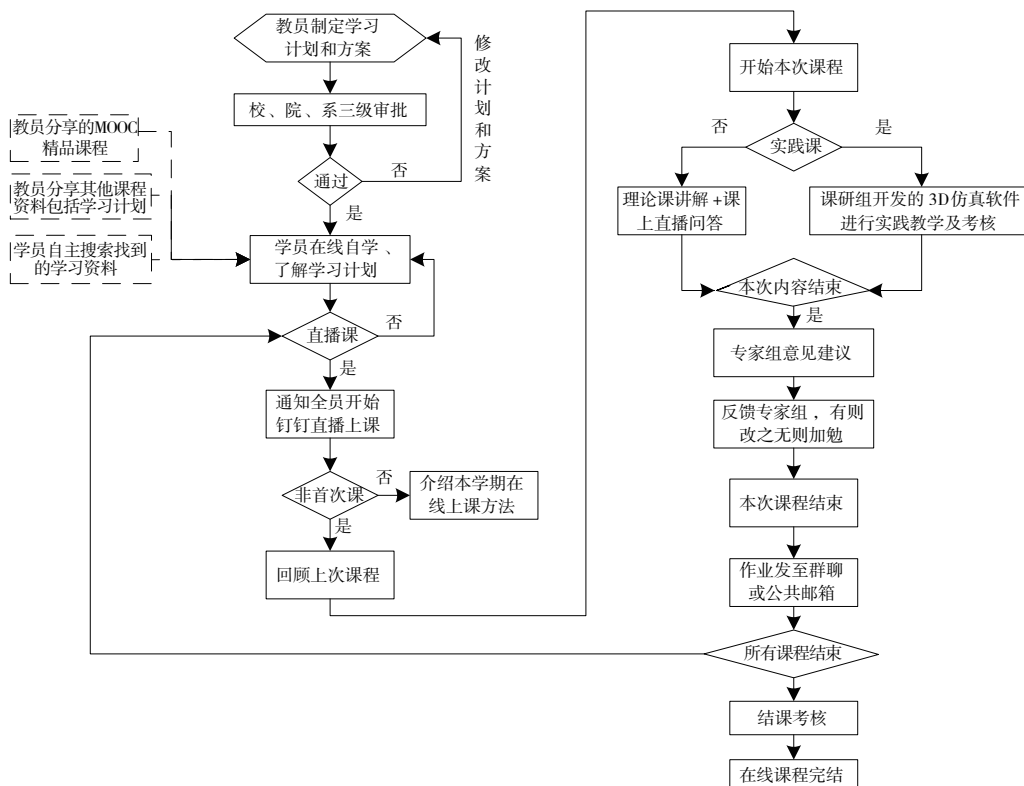 教员制定学习
计划和方案
修改计划和方案
校、院、系三级审批
通过
否
是
教员分享的MOOC
精品课程
教员分享其他课程
资料包括学习计划
学员自主搜索找到
的学习资料
学员在线自学、
了解学习计划
直播课
否
是
通知全员开始
钉钉直播上课
非首次课
否
介绍本学期在
线上课方法
是
回顾上次课程
开始本次课程
否
是
实践课
理论课讲解+课
上直播问答
课研组开发的3D仿真软件
进行实践教学及考核
本次内容结束
是
专家组意见建议
反馈专家组，有则
改之无则加勉
本次课程结束
作业发至群聊
或公共邮箱
所有课程结束
结课考核
在线课程完结